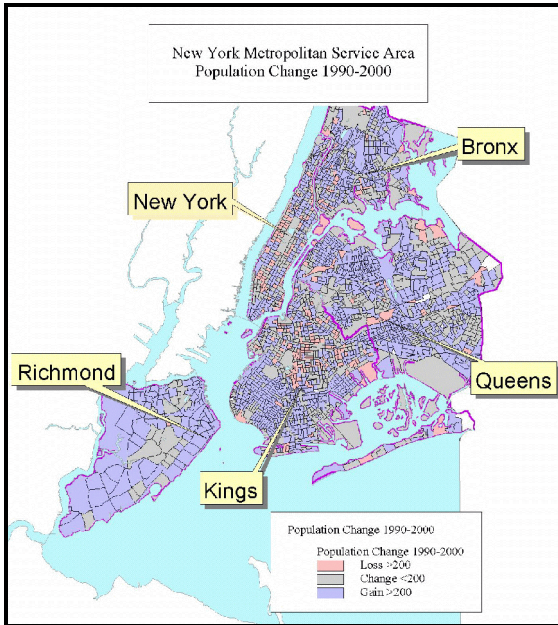 New York Metropolitan Service Area
Population Change 1990-2000
Bronx
New York
Richmond
Queens
Kings
Population Change 1990-2000
Population Change 1990-2000
Loss >200
Change <200
Gain >200